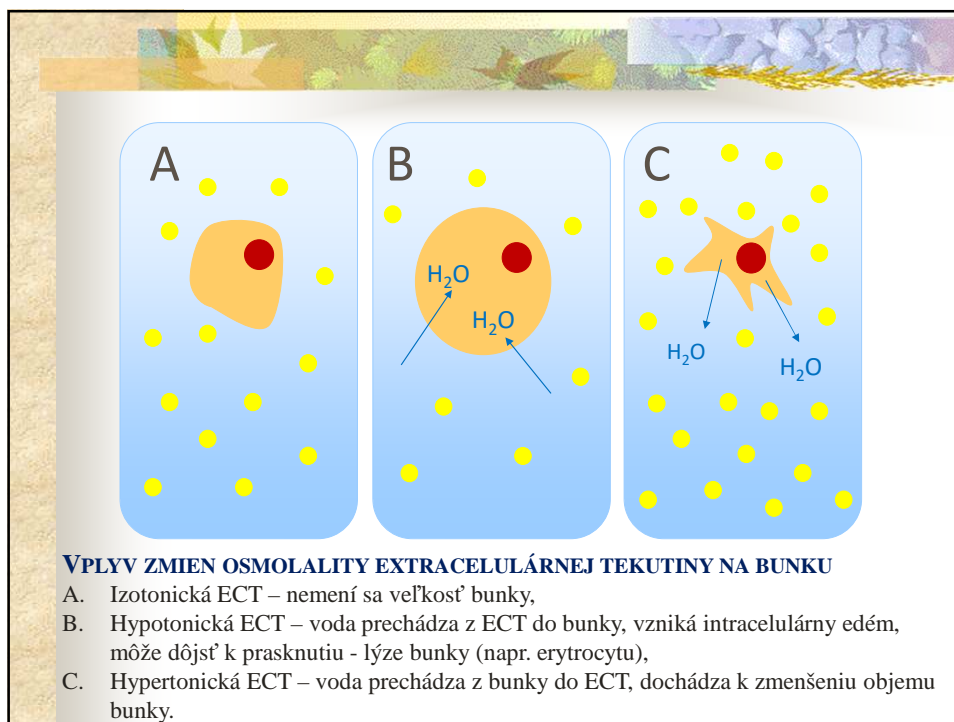 A
B
C
H₂O
H₂O
H₂O
H₂O
VPLYV ZMIEN OSMOLALITY EXTRACELULÁRNEJ TEKUTINY NA BUNKU
A. Izotonická ECT – nemení sa veľkosť bunky,
B. Hypotonická ECT – voda prechádza z ECT do bunky, vzniká intracelulárny edém,
môže dôjsť k prasknutiu - lýze bunky (napr. erytrocytu),
C. Hypertonická ECT – voda prechádza z bunky do ECT, dochádza k zmenšeniu objemu
bunky.